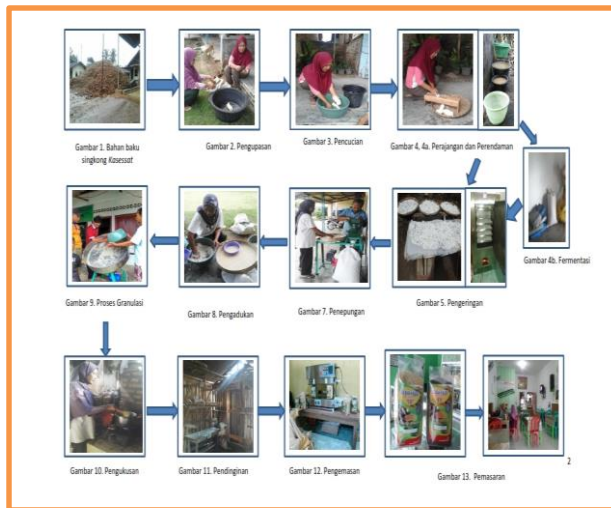 Gambar 1. Bahan baku
singkong Kasessat
Gambar 2. Pengupasan
Gambar 3. Pencucian
Gambar 4, 4a. Perajangan dan Perendaman
Gambar 4b. Fermentasi
Gambar 5. Pengeringan
Gambar 7. Penepungan
Gambar 8. Pengadukan
Gambar 9. Proses Granulasi
Gambar 10. Pengukusan
Gambar 11. Pendinginan
Gambar 12. Pengemasan
Gambar 13. Pemasaran
2